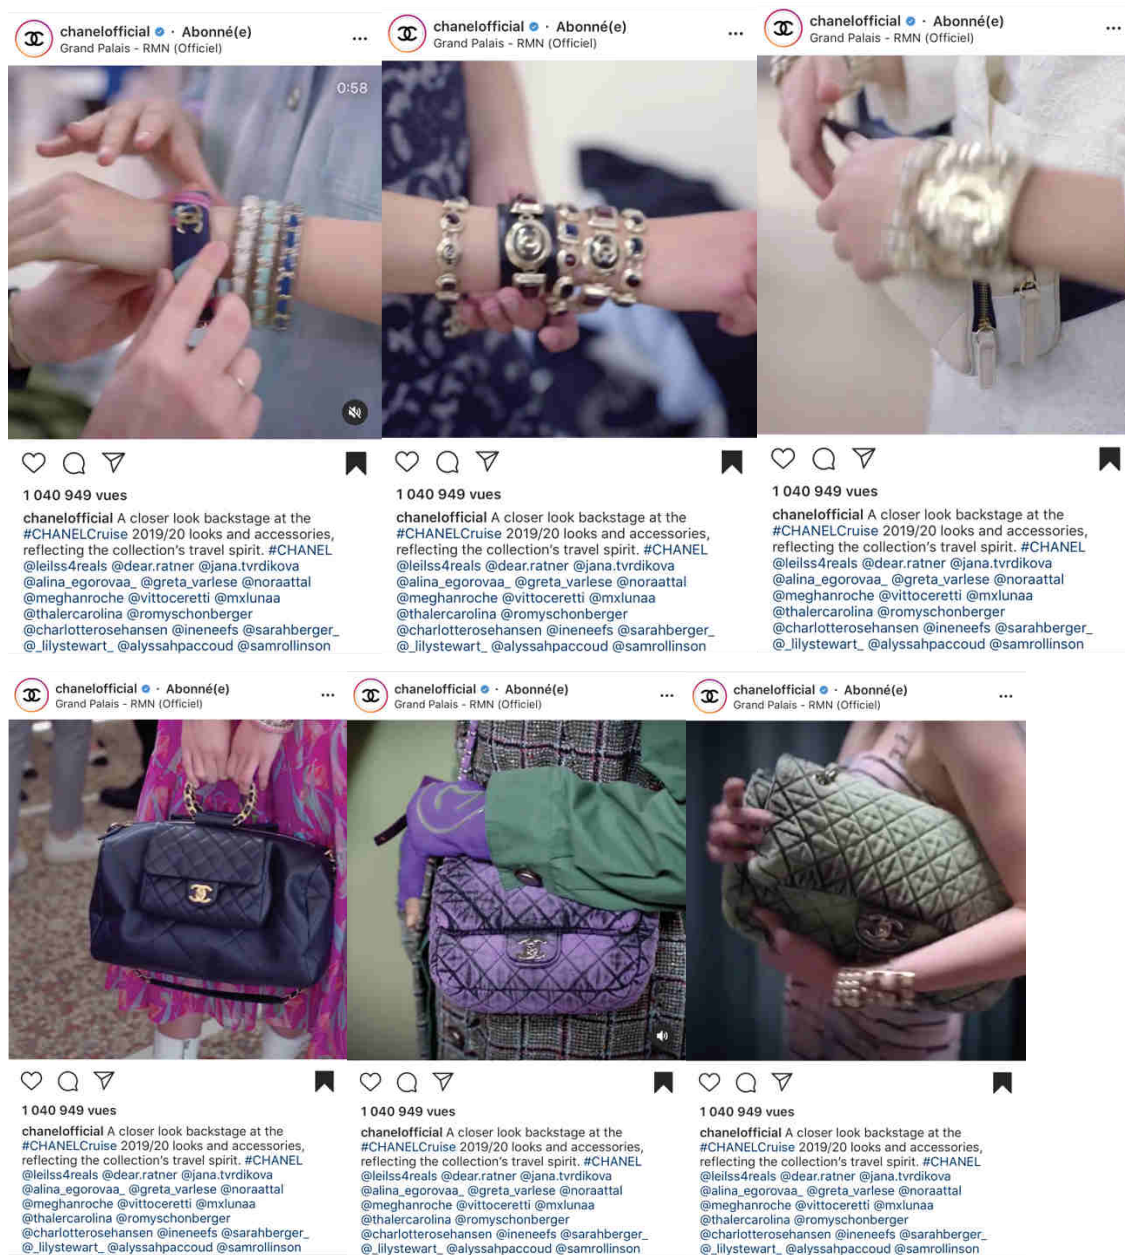 chanelofficial · Abonné(e)
Grand Palais - RMN (Officiel)
0:58
1 040 949 vues
chanelofficial A closer look backstage at the
#CHANELCruise 2019/20 looks and accessories,
reflecting the collection's travel spirit. #CHANEL
@leilss4reals @dear.ratner @jana.tvrdikova
@alina_egorovaa_ @greta_varlese @noraattal
@meghanroche @vittoceretti @mxlunaa
@thalercarolina @romyschonberger
@charlotterosehansen @ineneefs @sarahberger_
@_lilystewart_ @alyssahpaccoud @samrollinson
chanelofficial · Abonné(e)
Grand Palais - RMN (Officiel)
1 040 949 vues
chanelofficial A closer look backstage at the
#CHANELCruise 2019/20 looks and accessories,
reflecting the collection's travel spirit. #CHANEL
@leilss4reals @dear.ratner @jana.tvrdikova
@alina_egorovaa_ @greta_varlese @noraattal
@meghanroche @vittoceretti @mxlunaa
@thalercarolina @romyschonberger
@charlotterosehansen @ineneefs @sarahberger_
@_lilystewart_ @alyssahpaccoud @samrollinson
chanelofficial · Abonné(e)
Grand Palais - RMN (Officiel)
1 040 949 vues
chanelofficial A closer look backstage at the
#CHANELCruise 2019/20 looks and accessories,
reflecting the collection's travel spirit. #CHANEL
@leilss4reals @dear.ratner @jana.tvrdikova
@alina_egorovaa_ @greta_varlese @noraattal
@meghanroche @vittoceretti @mxlunaa
@thalercarolina @romyschonberger
@charlotterosehansen @ineneefs @sarahberger_
@_lilystewart_ @alyssahpaccoud @samrollinson
chanelofficial · Abonné(e)
Grand Palais - RMN (Officiel)
1 040 949 vues
chanelofficial A closer look backstage at the
#CHANELCruise 2019/20 looks and accessories,
reflecting the collection's travel spirit. #CHANEL
@leilss4reals @dear.ratner @jana.tvrdikova
@alina_egorovaa_ @greta_varlese @noraattal
@meghanroche @vittoceretti @mxlunaa
@thalercarolina @romyschonberger
@charlotterosehansen @ineneefs @sarahberger_
@_lilystewart_ @alyssahpaccoud @samrollinson
chanelofficial · Abonné(e)
Grand Palais - RMN (Officiel)
1 040 949 vues
chanelofficial A closer look backstage at the
#CHANELCruise 2019/20 looks and accessories,
reflecting the collection's travel spirit. #CHANEL
@leilss4reals @dear.ratner @jana.tvrdikova
@alina_egorovaa_ @greta_varlese @noraattal
@meghanroche @vittoceretti @mxlunaa
@thalercarolina @romyschonberger
@charlotterosehansen @ineneefs @sarahberger_
@_lilystewart_ @alyssahpaccoud @samrollinson
chanelofficial · Abonné(e)
Grand Palais - RMN (Officiel)
1 040 949 vues
chanelofficial A closer look backstage at the
#CHANELCruise 2019/20 looks and accessories,
reflecting the collection's travel spirit. #CHANEL
@leilss4reals @dear.ratner @jana.tvrdikova
@alina_egorovaa_ @greta_varlese @noraattal
@meghanroche @vittoceretti @mxlunaa
@thalercarolina @romyschonberger
@charlotterosehansen @ineneefs @sarahberger_
@_lilystewart_ @alyssahpaccoud @samrollinson